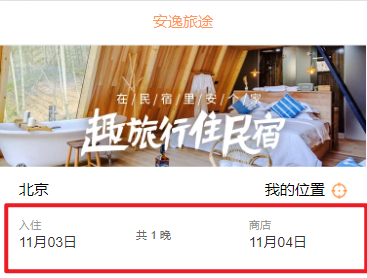 安逸旅途
在/民/宿/里/安/个/家
趣旅行住民宿
北京
我的位置
入住
商店
11月03日
共 1 晚
11月04日